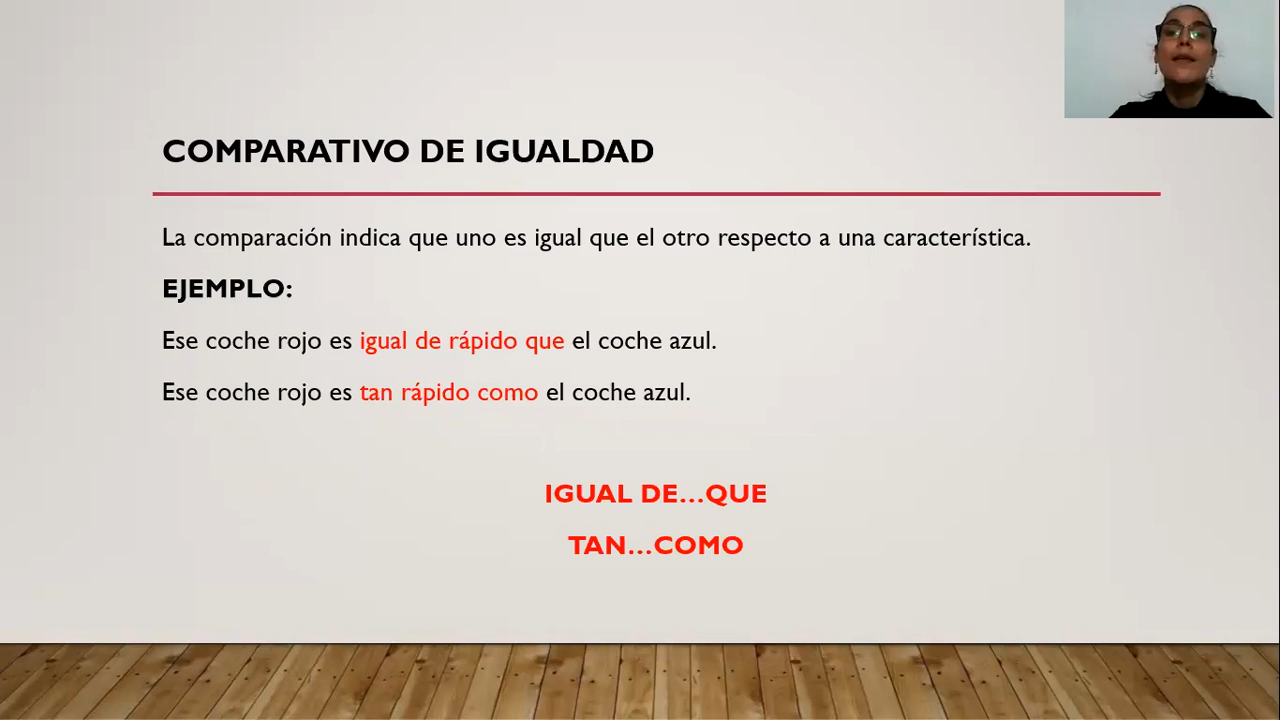 COMPARATIVO DE IGUALDAD
La comparación indica que uno es igual que el otro respecto a una característica.
EJEMPLO:
Ese coche rojo es igual de rápido que el coche azul.
Ese coche rojo es tan rápido como el coche azul.
IGUAL DE...QUE
TAN...COMO